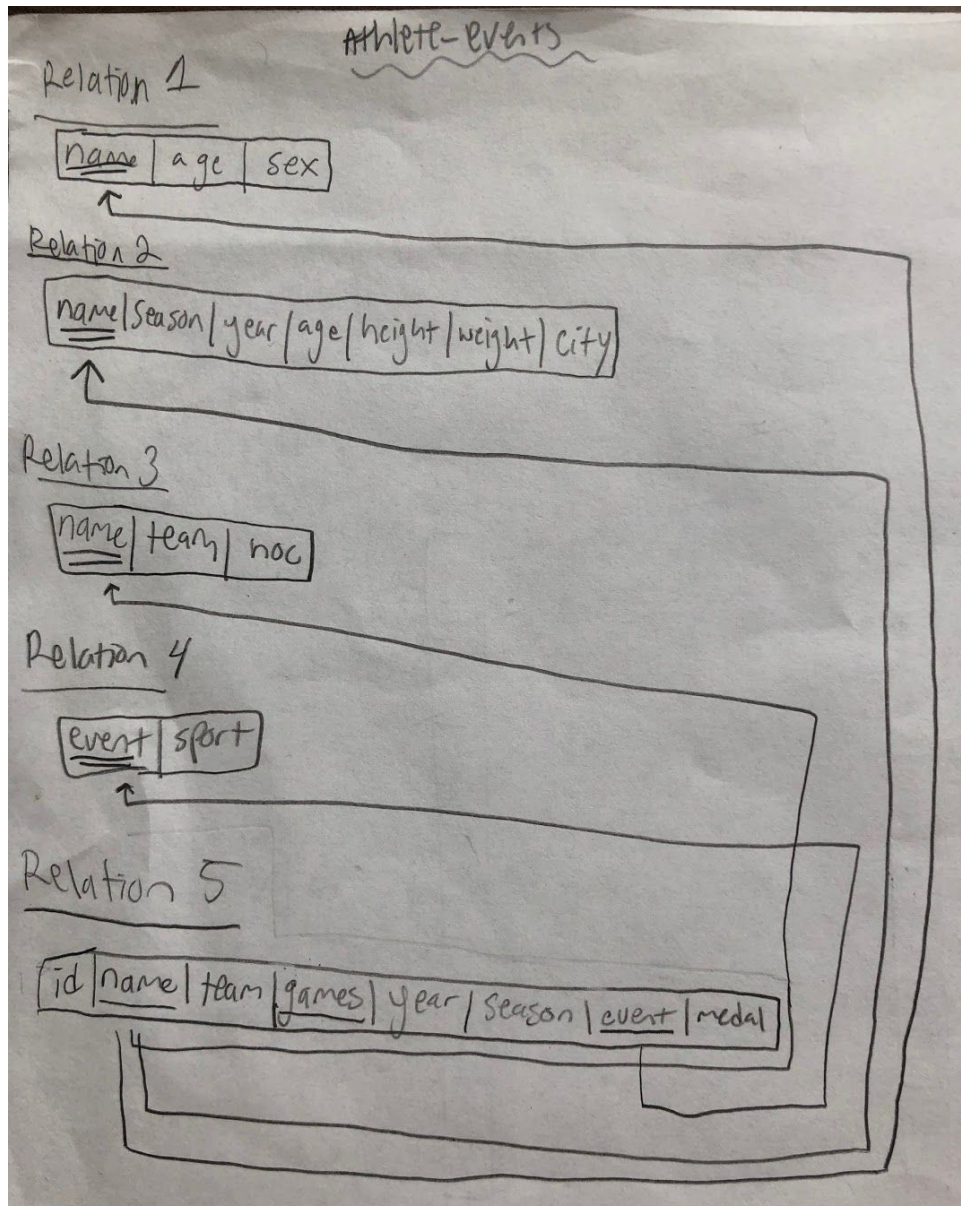 Athlete-events
Relation 1
name | age | sex
Relation 2
name | season | year | age | height | weight | city
Relation 3
name | team | noc
Relation 4
event | sport
Relation 5
id | name | team | games | year | season | event | medal